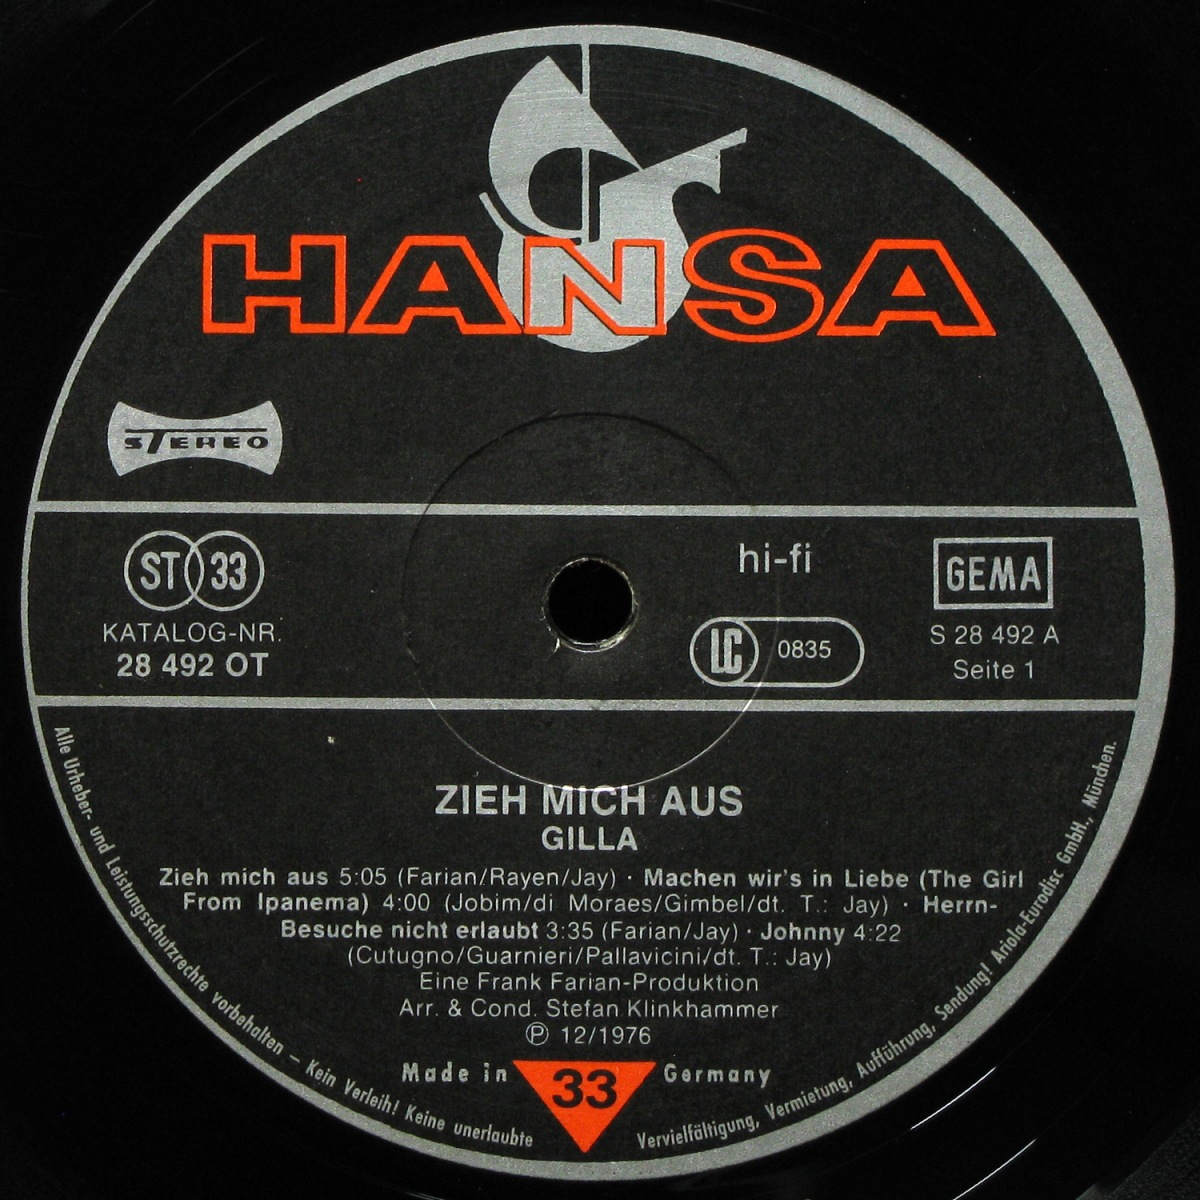 HANSA
STEREO
ST 33
KATALOG-NR.
28 492 OT
hi-fi
LC 0835
GEMA
S 28 492 A
Seite 1
ZIEH MICH AUS
GILLA
Zieh mich aus 5:05 (Farian/Rayen/Jay) · Machen wir's in Liebe (The Girl
From Ipanema) 4:00 (Jobim/di Moraes/Gimbel/dt. T.: Jay) · Herrn-
Besuche nicht erlaubt 3:35 (Farian/Jay) · Johnny 4:22
(Cutugno/Guarnieri/Pallavicini/dt. T.: Jay)
Eine Frank Farian-Produktion
Arr. & Cond. Stefan Klinkhammer
℗ 12/1976
Made in 33 Germany
Alle Urheber- und Leistungsschutzrechte vorbehalten – Kein Verleih! Keine unerlaubte Vervielfältigung, Vermietung, Aufführung, Sendung! Ariola-Eurodisc GmbH., München.